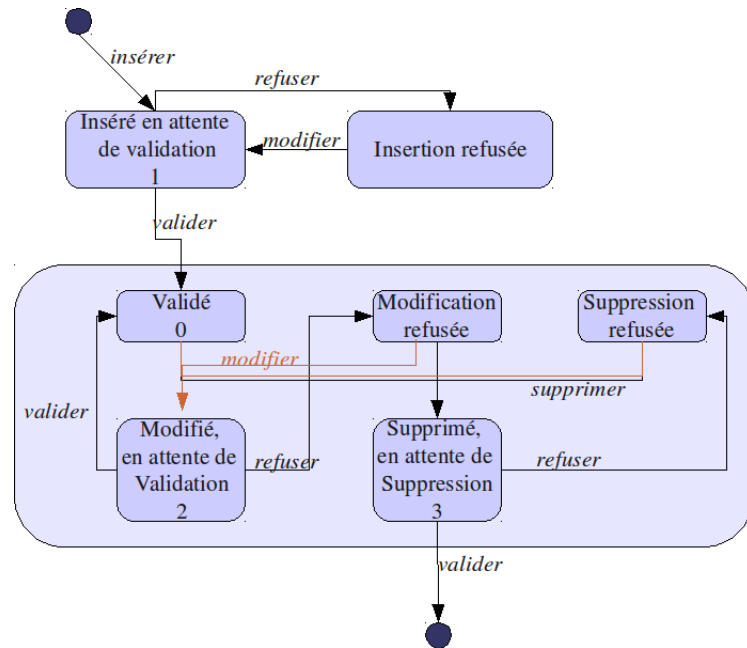 insérer
refuser
Inséré en attente
de validation
1
modifier
Insertion refusée
valider
Validé
0
Modification
refusée
Suppression
refusée
modifier
supprimer
valider
Modifié,
en attente de
Validation
2
refuser
Supprimé,
en attente de
Suppression
3
refuser
valider